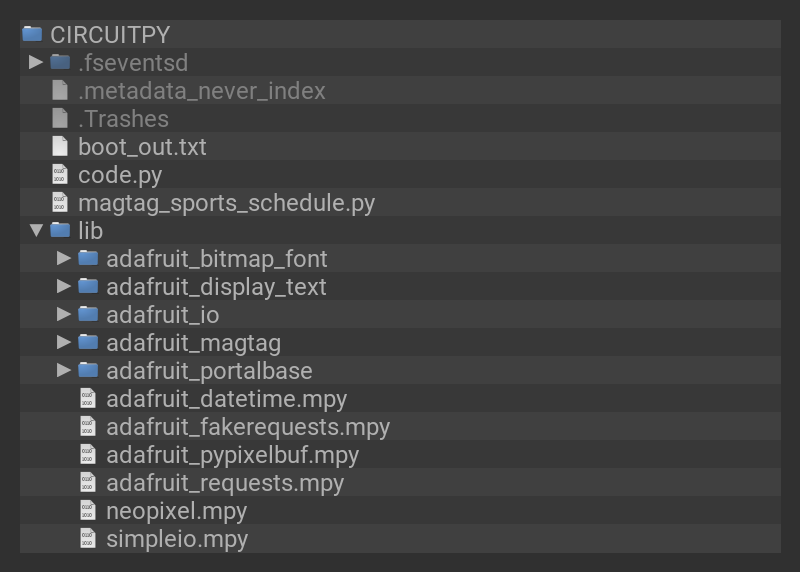 CIRCUITPY
.fseventsd
.metadata_never_index
.Trashes
boot_out.txt
code.py
magtag_sports_schedule.py
lib
adafruit_bitmap_font
adafruit_display_text
adafruit_io
adafruit_magtag
adafruit_portalbase
adafruit_datetime.mpy
adafruit_fakerequests.mpy
adafruit_pypixelbuf.mpy
adafruit_requests.mpy
neopixel.mpy
simpleio.mpy